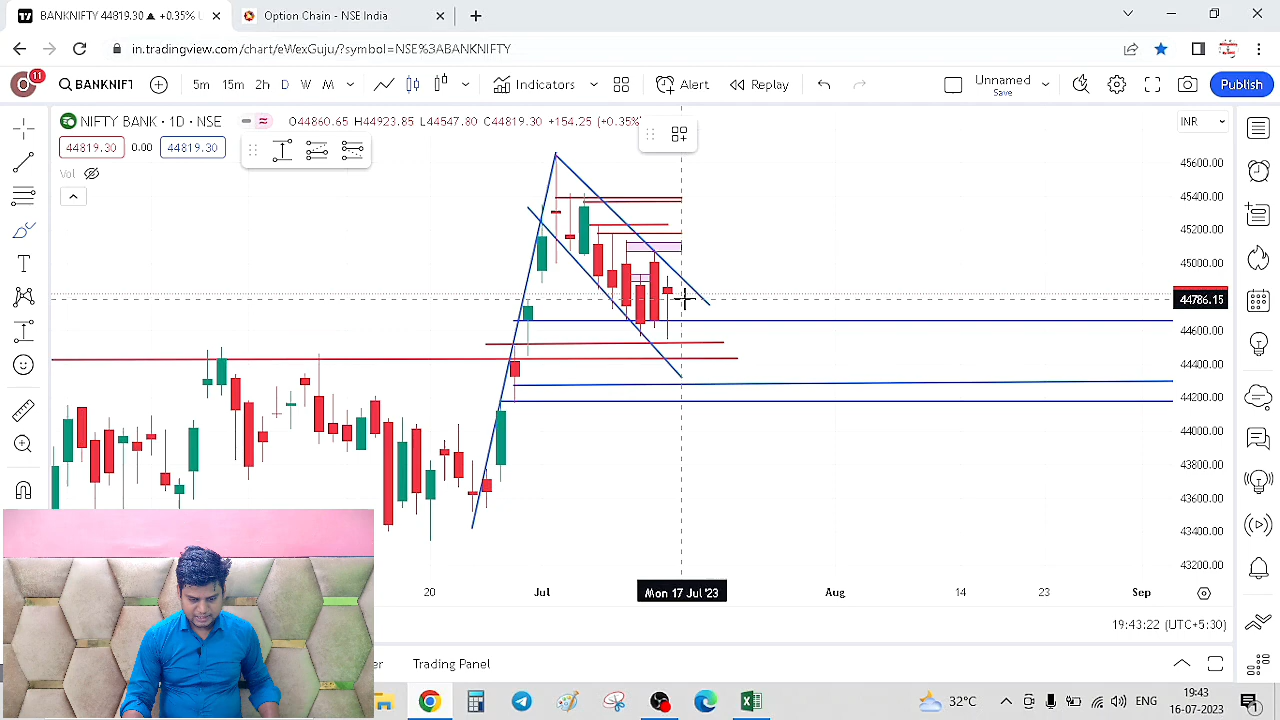 BANKNIFTY 44819.30 ▲ +0.35% L
Option Chain - NSE India
in.tradingview.com/chart/eWexGuju/?symbol=NSE%3ABANKNIFTY
11
BANKNIFT
5m 15m 2h D W M
Indicators
Alert
Replay
Unnamed
Save
Publish
NIFTY BANK · 1D · NSE
O44860.65 H44923.85 L44547.80 C44819.30 +154.25 (+0.35%)
INR
44819.30 0.00 44819.30
Vol
45600.00
45400.00
45200.00
45000.00
44786.15
44600.00
44400.00
44200.00
44000.00
43800.00
43600.00
43400.00
43200.00
20 Jul Mon 17 Jul '23 Aug 14 23 Sep
19:43:22 (UTC+5:30)
Trading Panel
32°C
ENG
19:43
16-07-2023
1